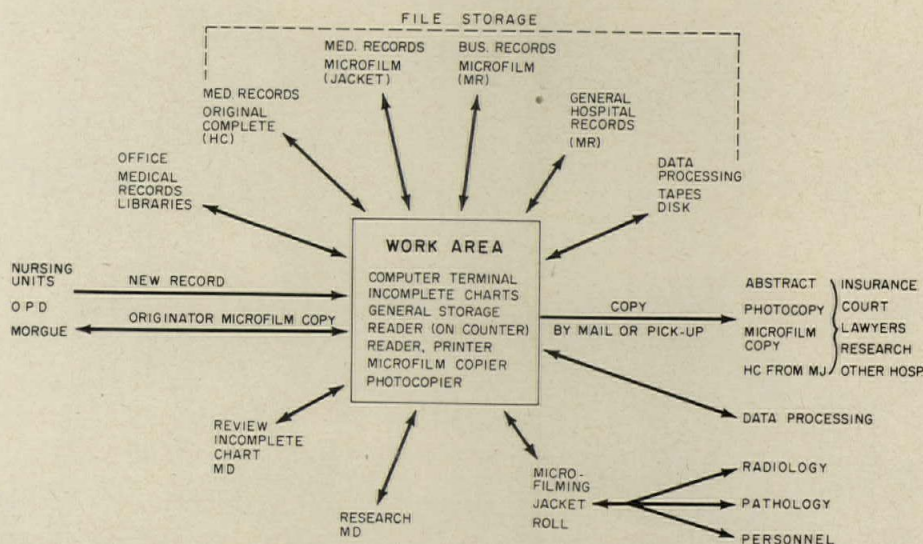 FILE STORAGE
MED. RECORDS
MICROFILM
(JACKET)
BUS. RECORDS
MICROFILM
(MR)
MED. RECORDS
ORIGINAL
COMPLETE
(HC)
GENERAL
HOSPITAL
RECORDS
(MR)
OFFICE
MEDICAL
RECORDS
LIBRARIES
DATA
PROCESSING
TAPES
DISK
WORK AREA
COMPUTER TERMINAL
INCOMPLETE CHARTS
GENERAL STORAGE
READER (ON COUNTER)
READER, PRINTER
MICROFILM COPIER
PHOTOCOPIER
NURSING
UNITS
OPD
MORGUE
NEW RECORD
ORIGINATOR MICROFILM COPY
COPY
BY MAIL OR PICK-UP
ABSTRACT
PHOTOCOPY
MICROFILM
COPY
HC FROM MJ
INSURANCE
COURT
LAWYERS
RESEARCH
OTHER HOSP
DATA PROCESSING
REVIEW
INCOMPLETE
CHART
MD
RESEARCH
MD
MICRO-
FILMING
JACKET
ROLL
RADIOLOGY
PATHOLOGY
PERSONNEL